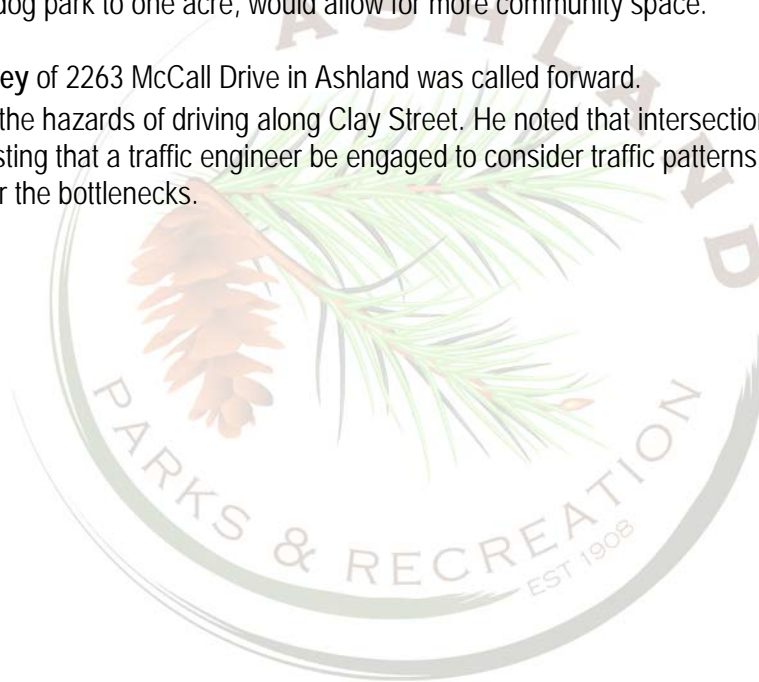 dog park to one acre, would allow for more community space.
ey of 2263 McCall Drive in Ashland was called forward.
the hazards of driving along Clay Street. He noted that intersection
sting that a traffic engineer be engaged to consider traffic patterns
r the bottlenecks.
ASHLAND
PARKS & RECREATION
EST 1908